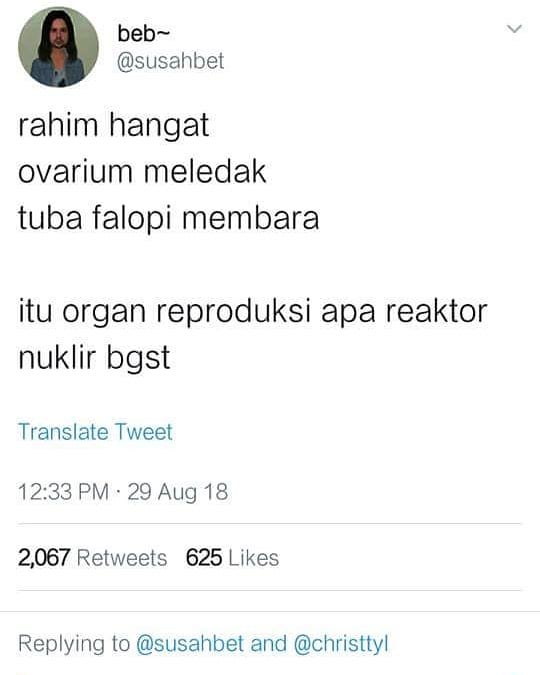 beb~
@susahbet
rahim hangat
ovarium meledak
tuba falopi membara
itu organ reproduksi apa reaktor
nuklir bgst
Translate Tweet
12:33 PM · 29 Aug 18
2,067 Retweets 625 Likes
Replying to @susahbet and @christtyl